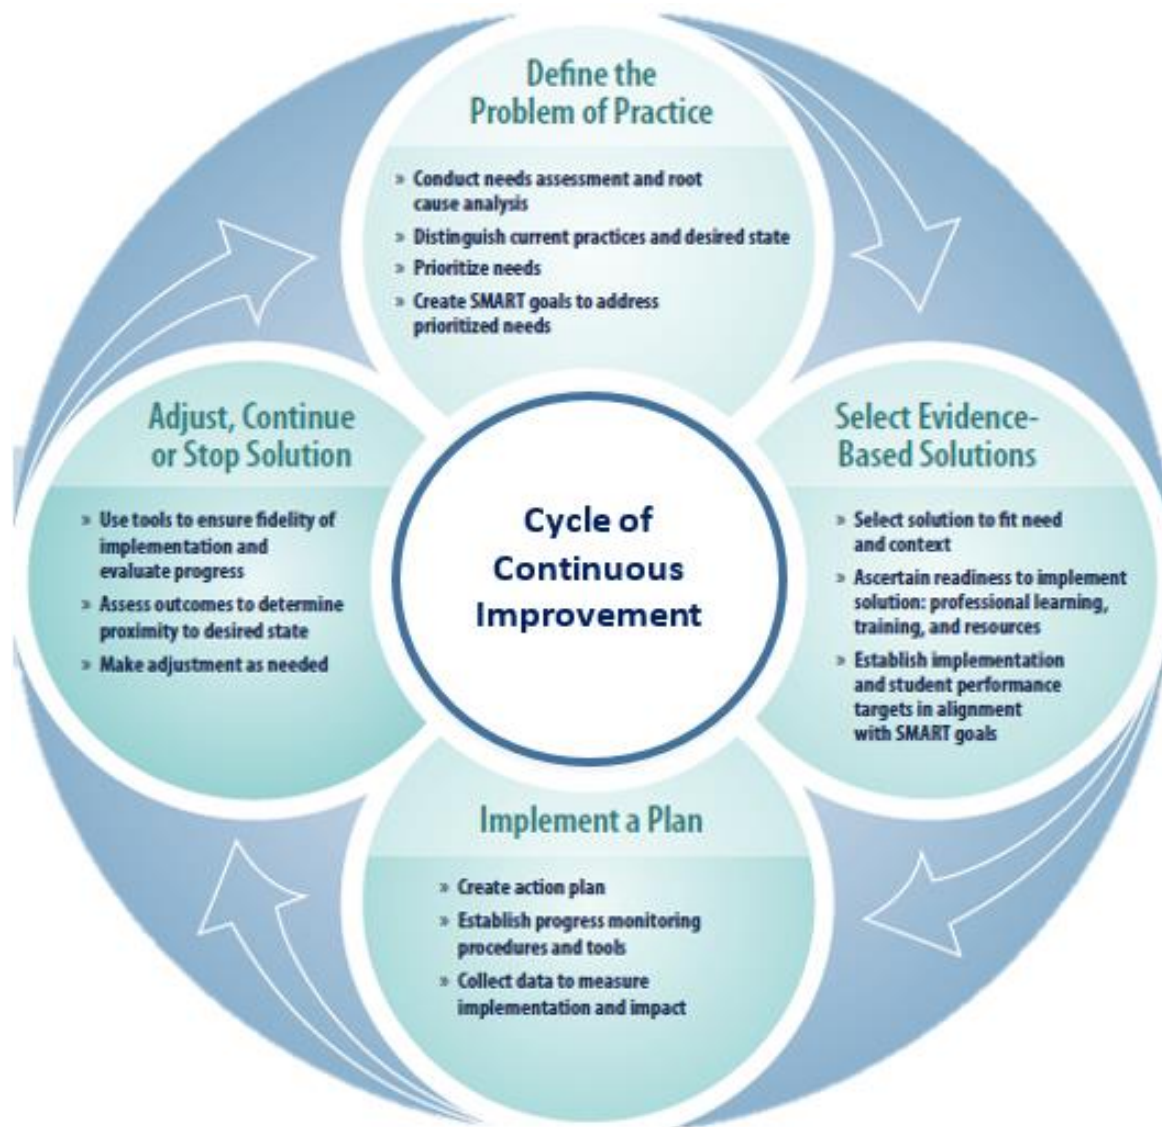 Define the
Problem of Practice
» Conduct needs assessment and root
cause analysis
» Distinguish current practices and desired state
» Prioritize needs
» Create SMART goals to address
prioritized needs
Select Evidence-
Based Solutions
» Select solution to fit need
and context
» Ascertain readiness to implement
solution: professional learning,
training, and resources
» Establish implementation
and student performance
targets in alignment
with SMART goals
Implement a Plan
» Create action plan
» Establish progress monitoring
procedures and tools
» Collect data to measure
implementation and impact
Adjust, Continue
or Stop Solution
» Use tools to ensure fidelity of
implementation and
evaluate progress
» Assess outcomes to determine
proximity to desired state
» Make adjustment as needed
Cycle of
Continuous
Improvement